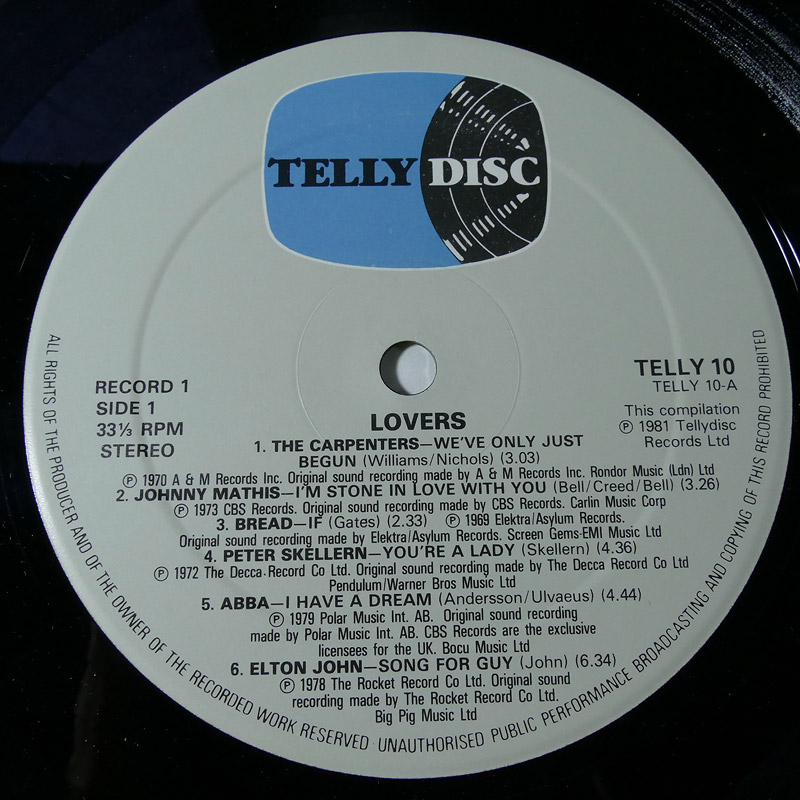 TELLY DISC
RECORD 1
SIDE 1
33⅓ RPM
STEREO
TELLY 10
TELLY 10-A
This compilation
Ⓟ 1981 Tellydisc
Records Ltd
LOVERS
1. THE CARPENTERS—WE'VE ONLY JUST
BEGUN (Williams/Nichols) (3.03)
Ⓟ 1970 A & M Records Inc. Original sound recording made by A & M Records Inc. Rondor Music (Ldn) Ltd
2. JOHNNY MATHIS—I'M STONE IN LOVE WITH YOU (Bell/Creed/Bell) (3.26)
Ⓟ 1973 CBS Records. Original sound recording made by CBS Records. Carlin Music Corp
3. BREAD—IF (Gates) (2.33) Ⓟ 1969 Elektra/Asylum Records.
Original sound recording made by Elektra/Asylum Records. Screen Gems-EMI Music Ltd
4. PETER SKELLERN—YOU'RE A LADY (Skellern) (4.36)
Ⓟ 1972 The Decca Record Co Ltd. Original sound recording made by The Decca Record Co Ltd
Pendulum/Warner Bros Music Ltd
5. ABBA—I HAVE A DREAM (Andersson/Ulvaeus) (4.44)
Ⓟ 1979 Polar Music Int. AB. Original sound recording
made by Polar Music Int. AB. CBS Records are the exclusive
licensees for the UK. Bocu Music Ltd
6. ELTON JOHN—SONG FOR GUY (John) (6.34)
Ⓟ 1978 The Rocket Record Co Ltd. Original sound
recording made by The Rocket Record Co Ltd.
Big Pig Music Ltd
ALL RIGHTS OF THE PRODUCER AND OF THE OWNER OF THE RECORDED WORK RESERVED UNAUTHORISED PUBLIC PERFORMANCE BROADCASTING AND COPYING OF THIS RECORD PROHIBITED